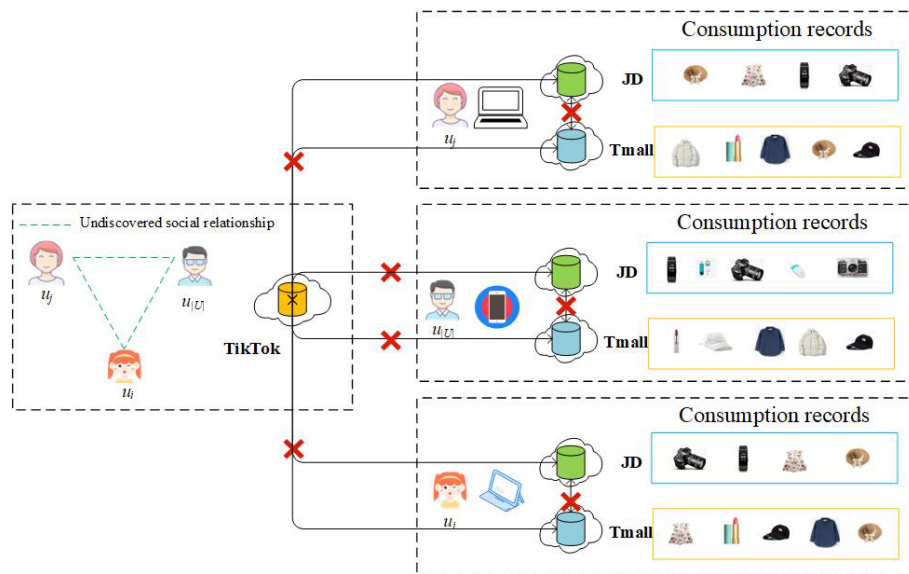 Consumption records
JD
Tmall
u_j
Undiscovered social relationship
u_j
u_|U|
u_i
TikTok
Consumption records
JD
Tmall
u_|U|
Consumption records
JD
Tmall
u_i